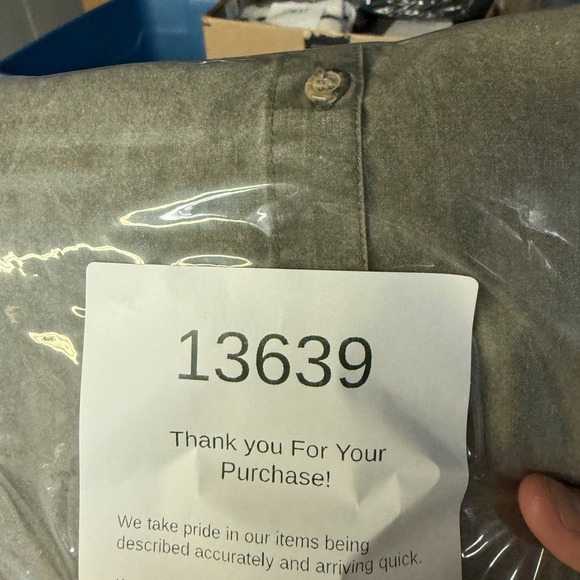 13639
Thank you For Your
Purchase!
We take pride in our items being
described accurately and arriving quick.